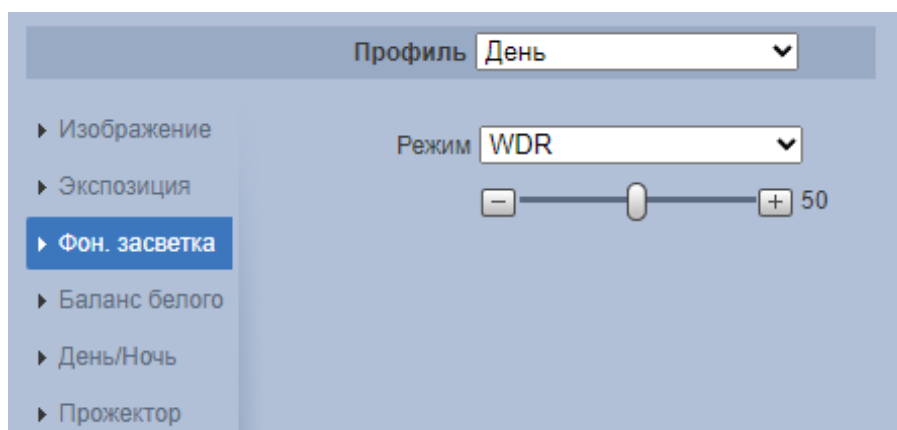 Профиль День
Изображение
Режим WDR
Экспозиция
50
Фон. засветка
Баланс белого
День/Ночь
Прожектор